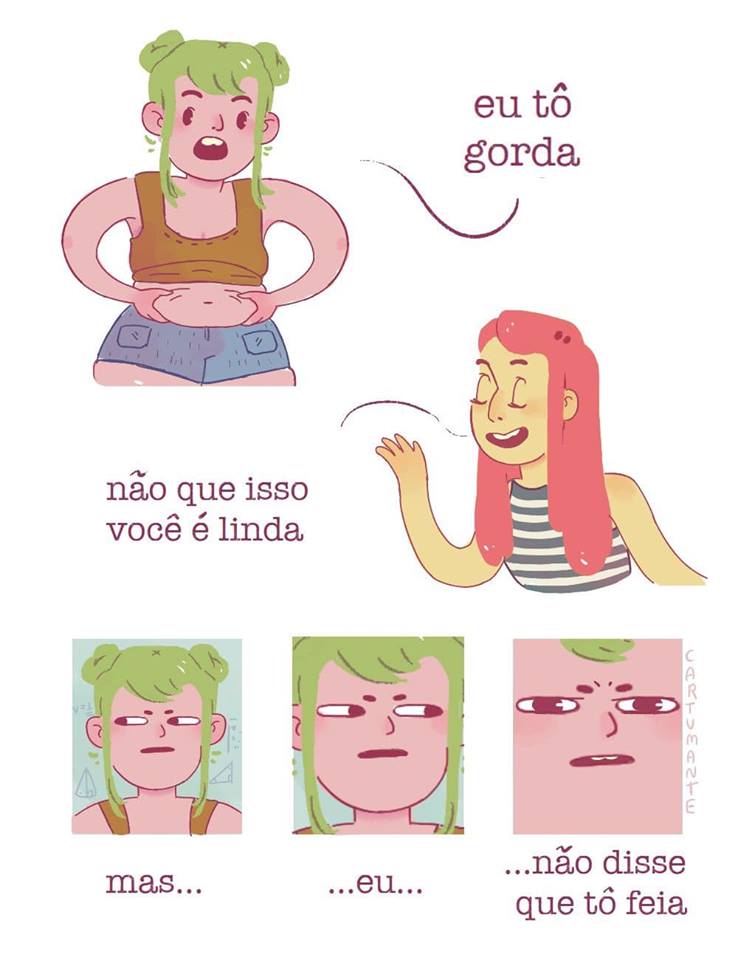 eu tô
gorda
não que isso
você é linda
mas...
...eu...
...não disse
que tô feia
CARTUMANTE